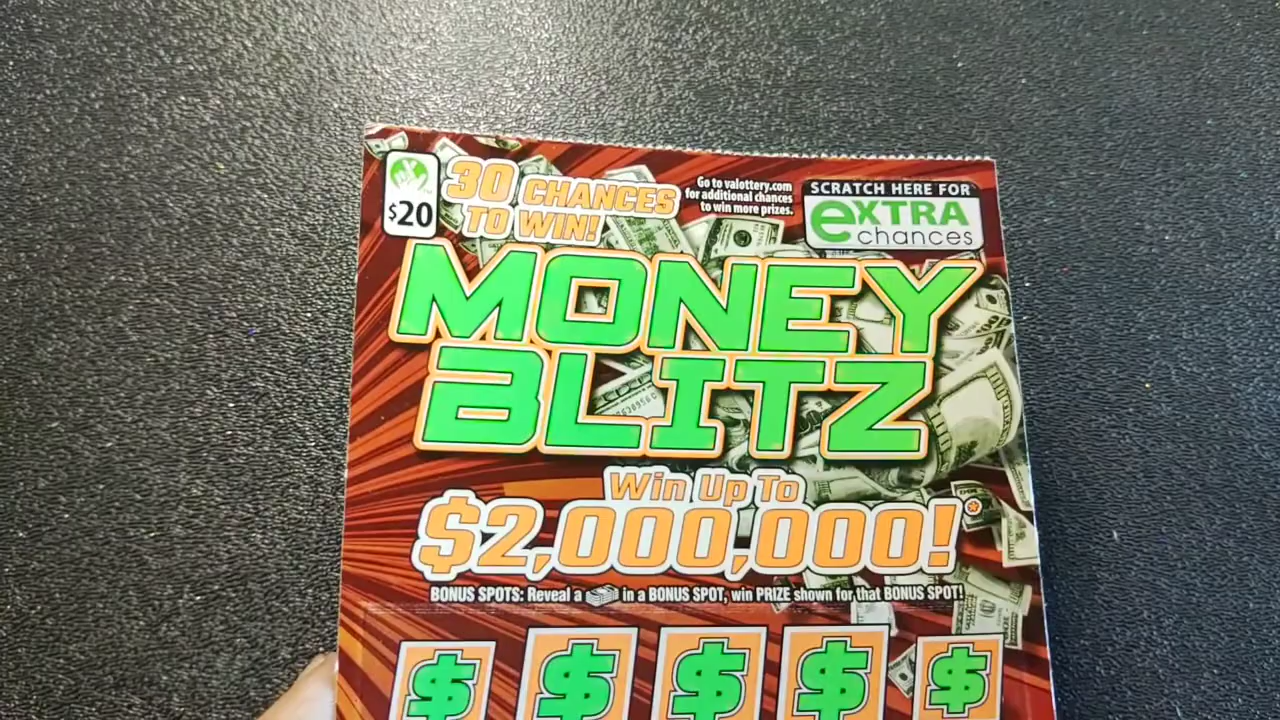 $20
30 CHANCES
TO WIN!
Go to valottery.com
for additional chances
to win more prizes.
SCRATCH HERE FOR
eXTRA
chances
MONEY
BLITZ
Win Up To
$2,000,000!
BONUS SPOTS: Reveal a in a BONUS SPOT, win PRIZE shown for that BONUS SPOT!
$ $ $ $ $